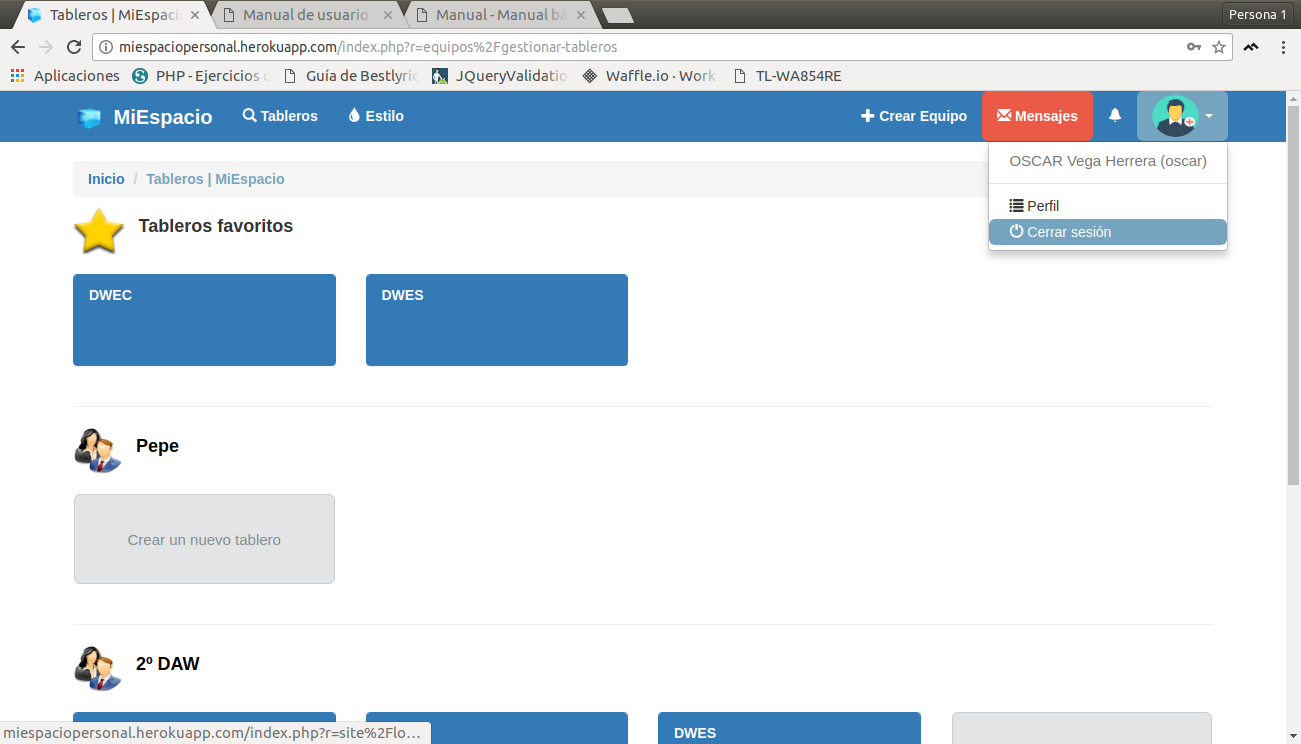 Tableros | MiEspacio
Manual de usuario
Manual - Manual bá
Persona 1
miespaciopersonal.herokuapp.com/index.php?r=equipos%2Fgestionar-tableros
Aplicaciones
PHP - Ejercicios
Guía de Bestlyric
JQueryValidatio
Waffle.io · Work
TL-WA854RE
MiEspacio
Tableros
Estilo
Crear Equipo
Mensajes
OSCAR Vega Herrera (oscar)
Perfil
Cerrar sesión
Inicio / Tableros | MiEspacio
Tableros favoritos
DWEC
DWES
Pepe
Crear un nuevo tablero
2º DAW
DWES
miespaciopersonal.herokuapp.com/index.php?r=site%2Flo...